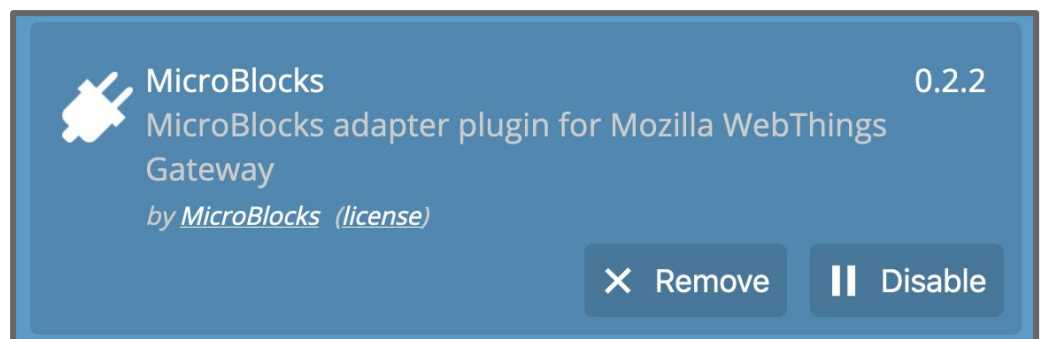 MicroBlocks 0.2.2
MicroBlocks adapter plugin for Mozilla WebThings
Gateway
by MicroBlocks (license)
Remove Disable